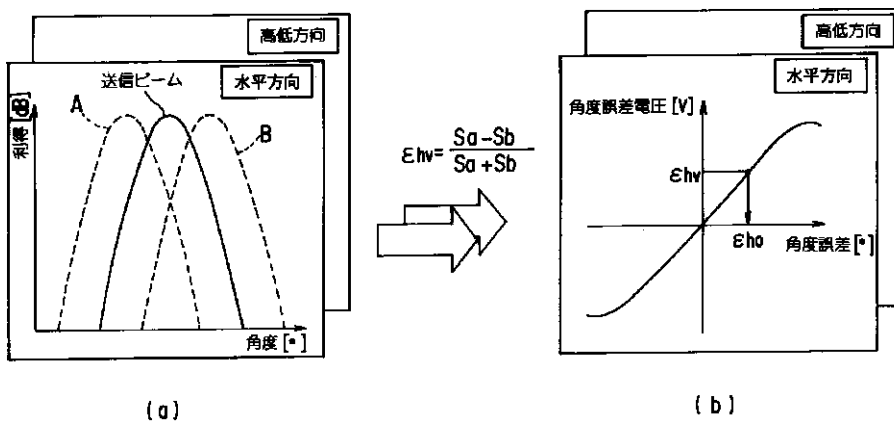 高低方向
水平方向
送信ビーム
A
B
利得[dB]
角度[°]
εhv=Sa-Sb/Sa+Sb
高低方向
水平方向
角度誤差電圧[V]
εhv
εho
角度誤差[°]
(a)
(b)